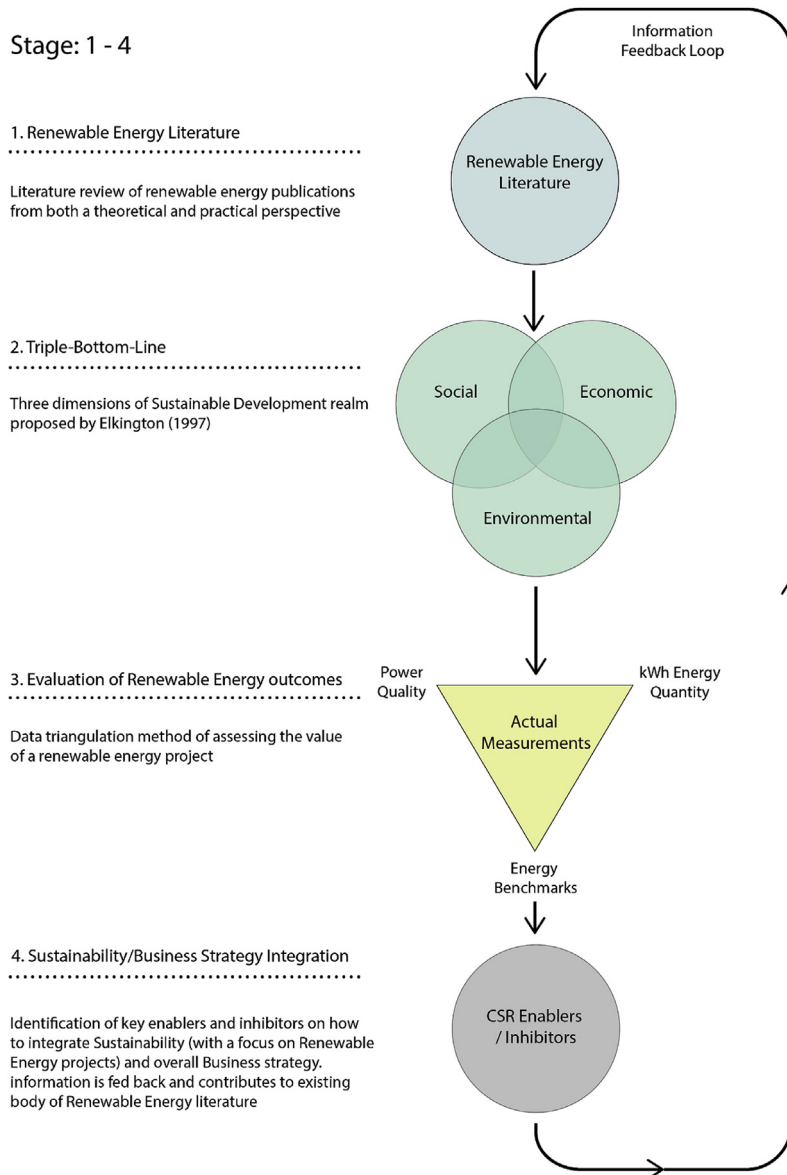 Stage: 1 - 4
Information
Feedback Loop
1. Renewable Energy Literature
Literature review of renewable energy publications
from both a theoretical and practical perspective
Renewable Energy
Literature
2. Triple-Bottom-Line
Three dimensions of Sustainable Development realm
proposed by Elkington (1997)
Social
Economic
Environmental
3. Evaluation of Renewable Energy outcomes
Data triangulation method of assessing the value
of a renewable energy project
Power
Quality
kWh Energy
Quantity
Actual
Measurements
Energy
Benchmarks
4. Sustainability/Business Strategy Integration
Identification of key enablers and inhibitors on how
to integrate Sustainability (with a focus on Renewable
Energy projects) and overall Business strategy.
information is fed back and contributes to existing
body of Renewable Energy literature
CSR Enablers
/ Inhibitors